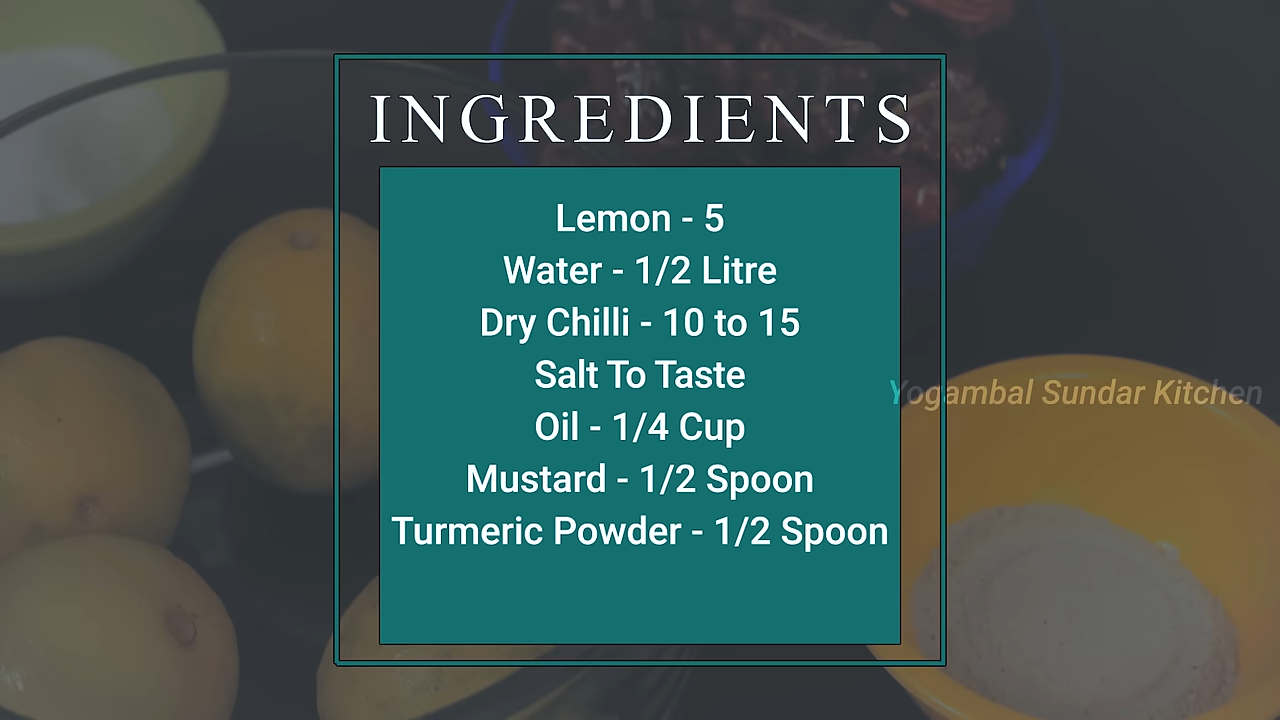 INGREDIENTS
Lemon - 5
Water - 1/2 Litre
Dry Chilli - 10 to 15
Salt To Taste
Oil - 1/4 Cup
Mustard - 1/2 Spoon
Turmeric Powder - 1/2 Spoon
Yogambal Sundar Kitchen